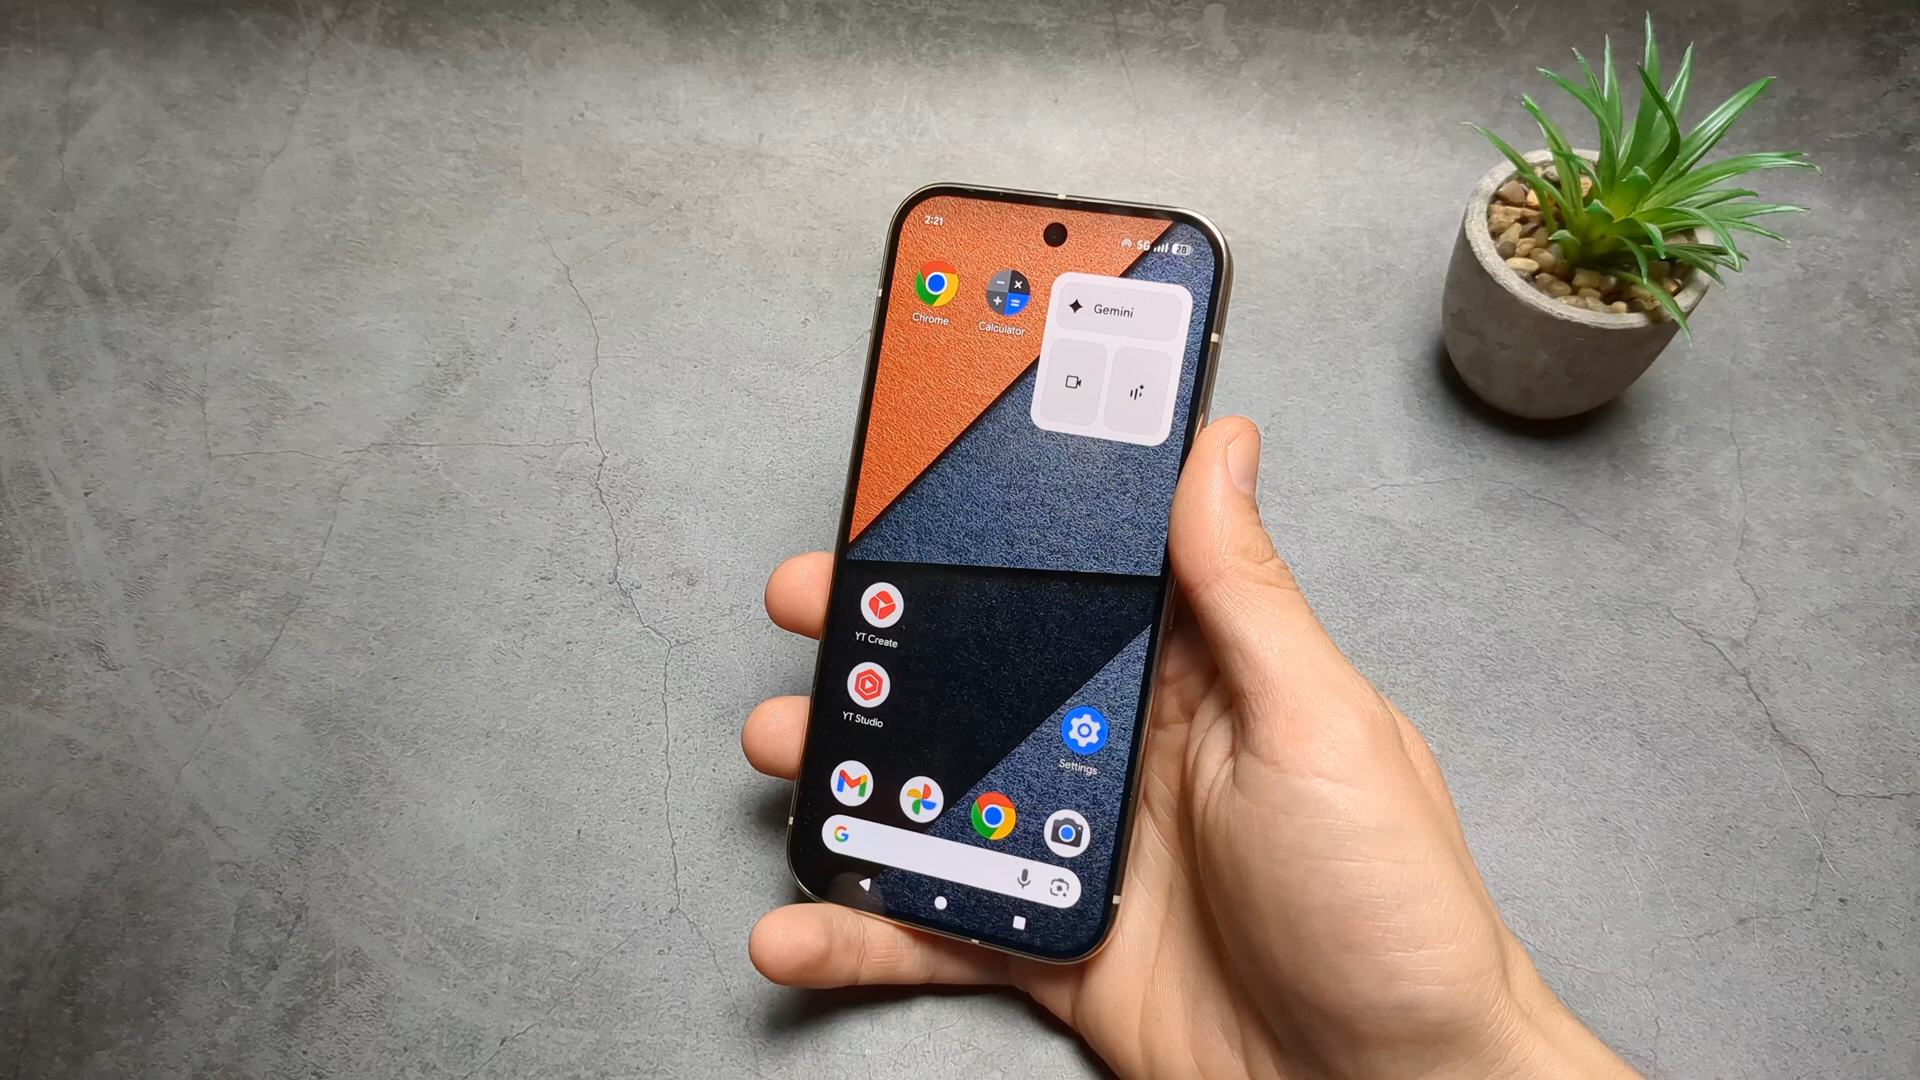 2:21
5G 28
Chrome
Calculator
Gemini
YT Create
YT Studio
Settings